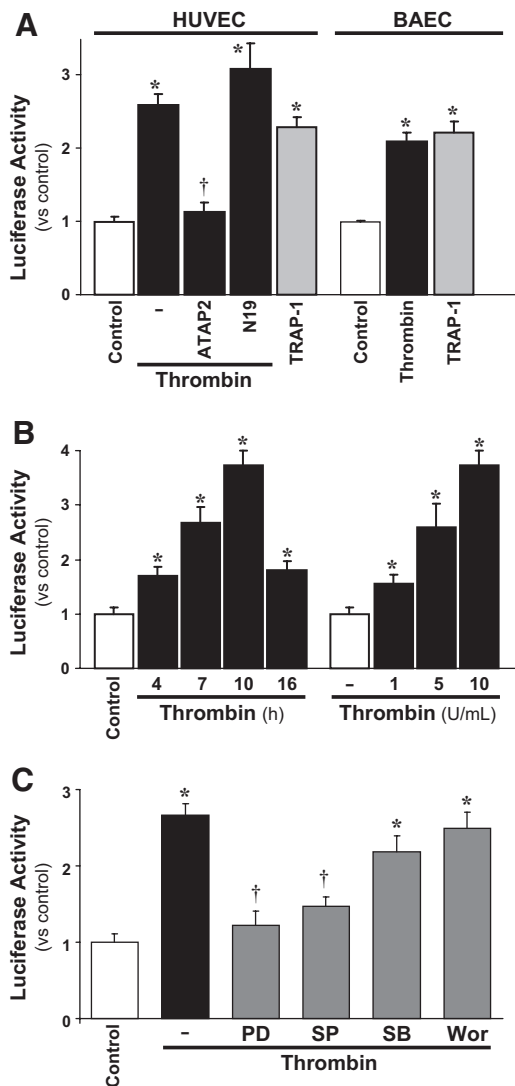 A
HUVEC
BAEC
Luciferase Activity
(vs control)
3
2
1
0
*
†
*
*
*
*
Control
-
ATAP2
N19
TRAP-1
Control
Thrombin
TRAP-1
Thrombin
B
Luciferase Activity
(vs control)
4
2
1
0
*
*
*
*
*
*
*
Control
4
7
10
16
-
1
5
10
Thrombin (h)
Thrombin (U/mL)
C
Luciferase Activity
(vs control)
3
2
1
0
*
†
†
*
*
Control
-
PD
SP
SB
Wor
Thrombin